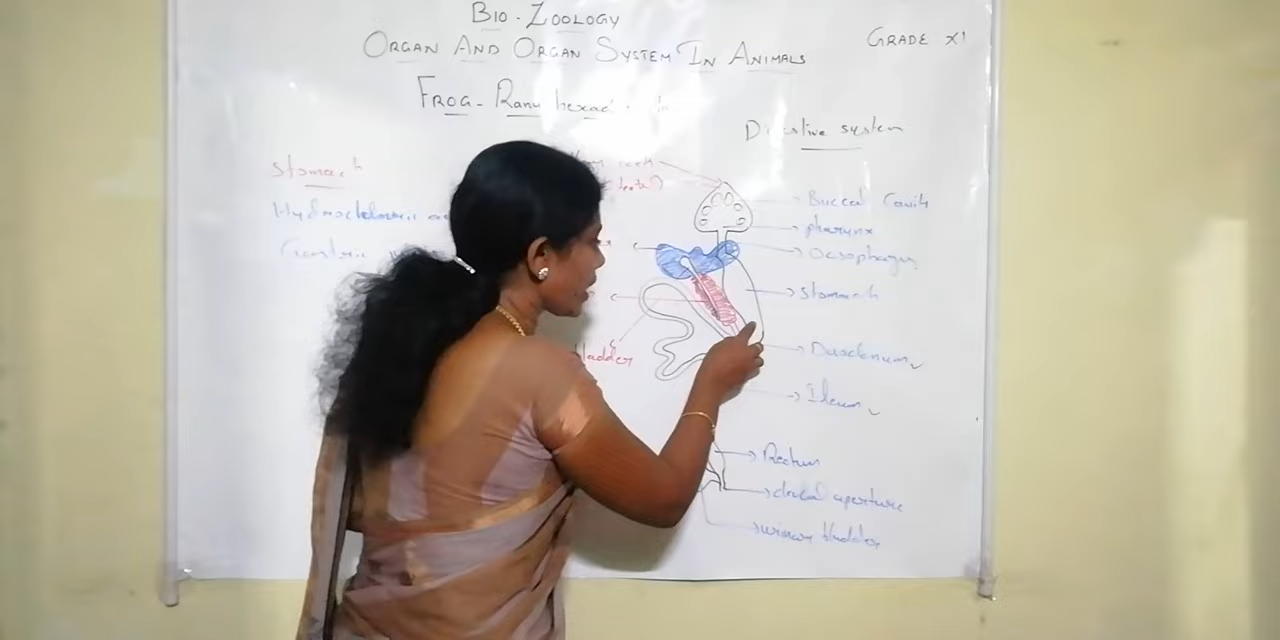 BIO - ZOOLOGY
GRADE XI
ORGAN AND ORGAN SYSTEM IN ANIMALS
FROG - Rana
Digestive system
Stomach
Buccal Cavity
Pharynx
Oesophagus
Stomach
Duodenum
Ileum
Rectum
cloacal aperture
urinary bladder